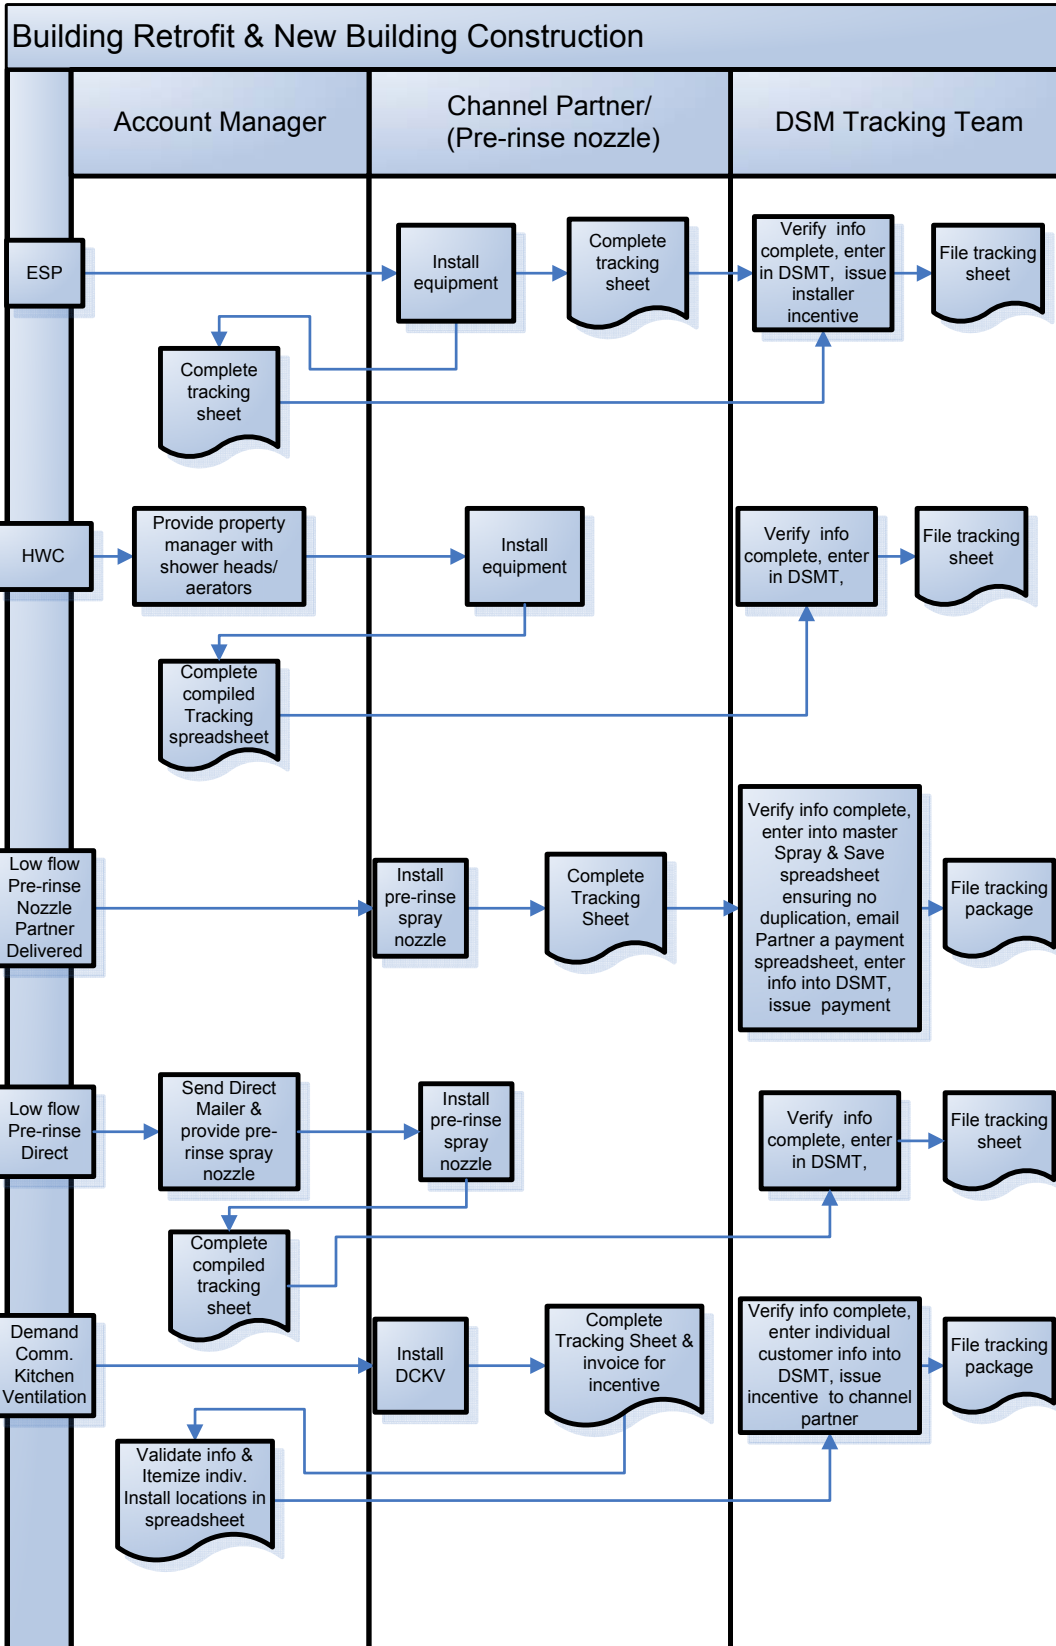 Building Retrofit & New Building Construction
Account Manager
Channel Partner/
(Pre-rinse nozzle)
DSM Tracking Team
ESP
Install
equipment
Complete
tracking
sheet
Verify info
complete, enter
in DSMT, issue
installer
incentive
File tracking
sheet
Complete
tracking
sheet
HWC
Provide property
manager with
shower heads/
aerators
Install
equipment
Verify info
complete, enter
in DSMT,
File tracking
sheet
Complete
compiled
Tracking
spreadsheet
Low flow
Pre-rinse
Nozzle
Partner
Delivered
Install
pre-rinse
spray
nozzle
Complete
Tracking
Sheet
Verify info complete,
enter into master
Spray & Save
spreadsheet
ensuring no
duplication, email
Partner a payment
spreadsheet, enter
info into DSMT,
issue payment
File tracking
package
Low flow
Pre-rinse
Direct
Send Direct
Mailer &
provide pre-
rinse spray
nozzle
Install
pre-rinse
spray
nozzle
Verify info
complete, enter
in DSMT,
File tracking
sheet
Complete
compiled
tracking
sheet
Demand
Comm.
Kitchen
Ventilation
Install
DCKV
Complete
Tracking Sheet &
invoice for
incentive
Verify info complete,
enter individual
customer info into
DSMT, issue
incentive to channel
partner
File tracking
package
Validate info &
Itemize indiv.
Install locations in
spreadsheet